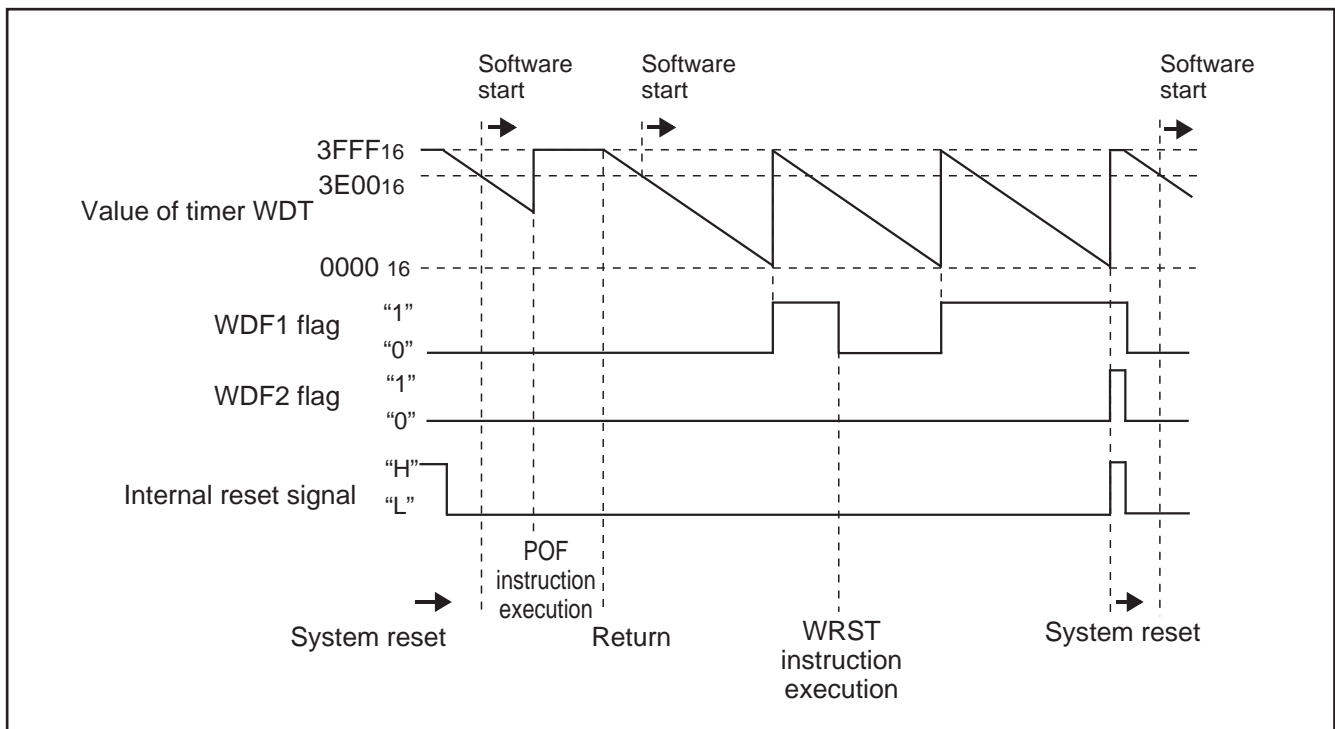 Software
start
Software
start
Software
start
3FFF16
3E0016
Value of timer WDT
0000 16
“1”
WDF1 flag
“0”
“1”
WDF2 flag
“0”
“H”
Internal reset signal
“L”
POF
instruction
execution
System reset
Return
WRST
instruction
execution
System reset